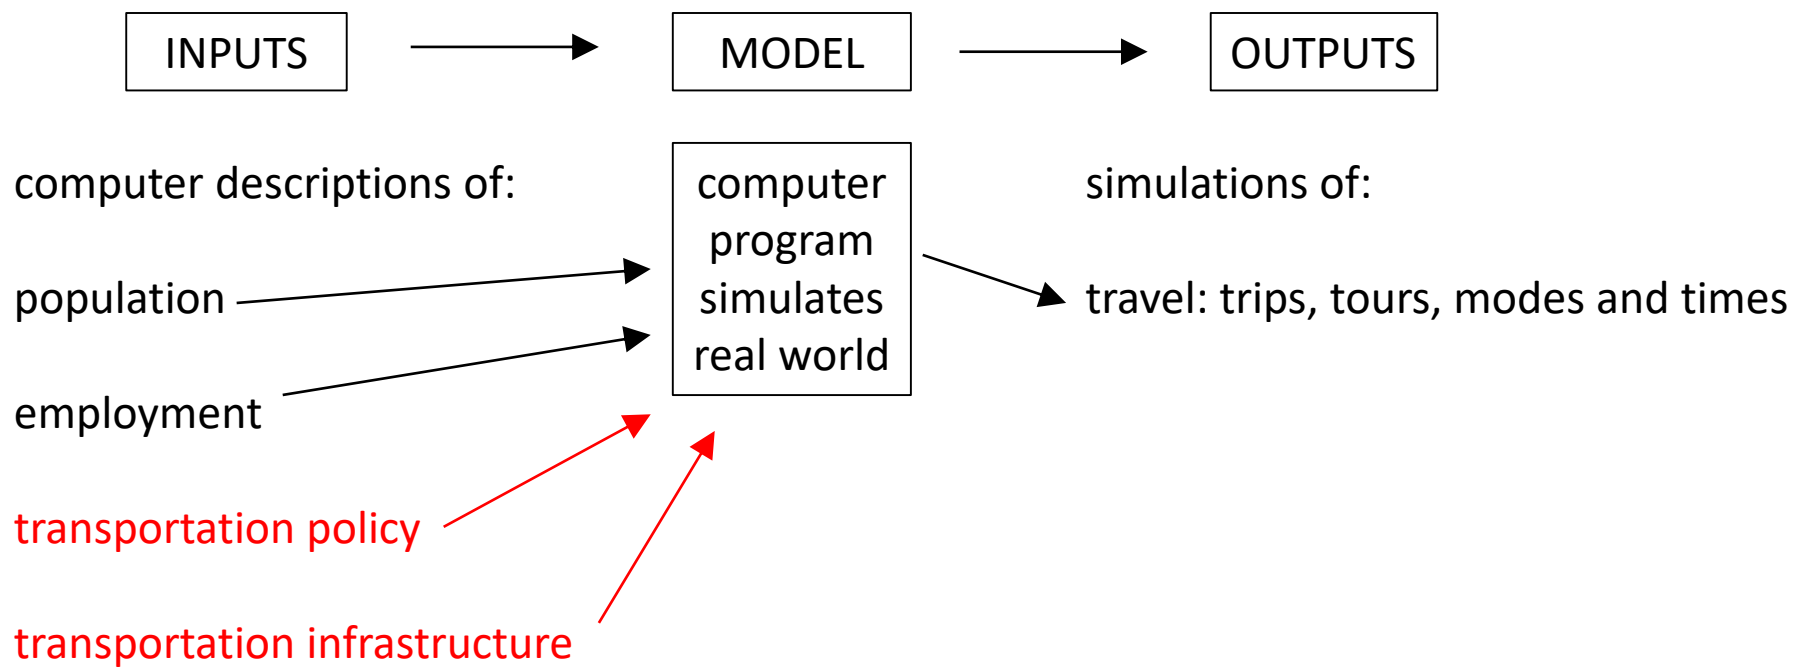 INPUTS
MODEL
OUTPUTS
computer descriptions of:
population
employment
transportation policy
transportation infrastructure
computer
program
simulates
real world
simulations of:
travel: trips, tours, modes and times